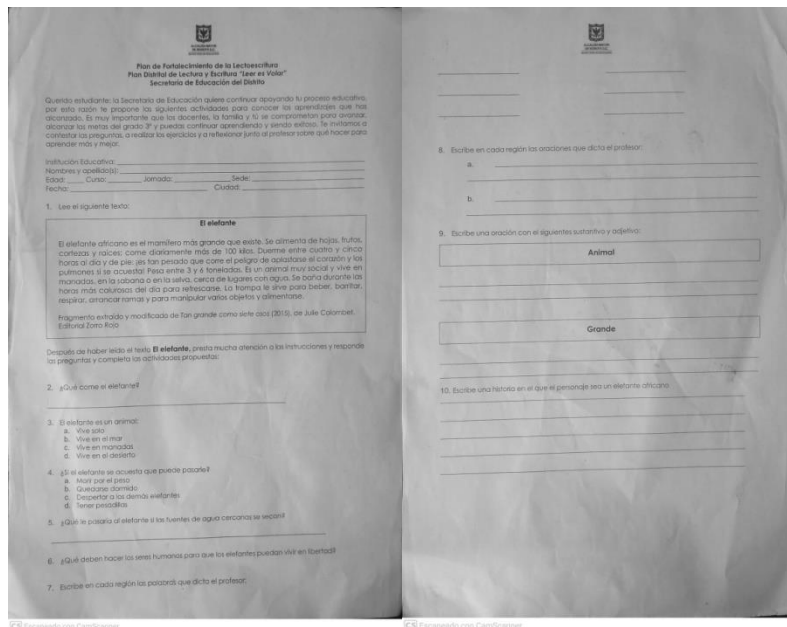 Plan de Fortalecimiento de la Lectoescritura
Plan Distrital de Lectura y Escritura "Leer es Volar"
Secretaría de Educación del Distrito
Querido estudiante, la Secretaría de Educación quiere continuar apoyando tu proceso educativo,
por esta razón te propone las siguientes actividades para conocer los aprendizajes que has
alcanzado. Es muy importante que los docentes, la familia y tú se comprometan para avanzar,
alcanzar las metas del grado 3° y puedas continuar aprendiendo y siendo exitoso. Te invitamos a
contestar las preguntas, a realizar los ejercicios y a reflexionar junto al profesor sobre qué hacer para
aprender más y mejor.
Institución Educativa:
Nombres y apellido(s):
Edad: Curso: Jornada: Sede:
Fecha: Ciudad:
1. Lee el siguiente texto:
El elefante
El elefante africano es el mamífero más grande que existe. Se alimenta de hojas, frutos,
cortezas y raíces; come diariamente más de 100 kilos. Duerme entre cuatro y cinco
horas al día y de pie: ¡es tan pesado que corre el peligro de aplastarse el corazón y los
pulmones si se acuesta! Pesa entre 3 y 6 toneladas. Es un animal muy social y vive en
manadas, en la sabana o en la selva, cerca de lugares con agua. Se baña durante las
horas más calurosas del día para refrescarse. La trompa le sirve para beber, barritar,
respirar, arrancar ramas y para manipular varios objetos y alimentarse.
Fragmento extraído y modificado de Tan grande como siete osos (2015), de Julie Colombet.
Editorial Zorro Rojo
Después de haber leído el texto El elefante, presta mucha atención a las instrucciones y responde
las preguntas y completa las actividades propuestas:
2. ¿Qué come el elefante?
3. El elefante es un animal:
a. Vive solo
b. Vive en el mar
c. Vive en manadas
d. Vive en el desierto
4. ¿Si el elefante se acuesta que puede pasarle?
a. Morir por el peso
b. Quedarse dormido
c. Despertar a los demás elefantes
d. Tener pesadillas
5. ¿Qué le pasaría al elefante si las fuentes de agua cercanas se secan?
6. ¿Qué deben hacer los seres humanos para que los elefantes puedan vivir en libertad?
7. Escribe en cada reglón las palabras que dicta el profesor:
CS Escaneado con CamScanner
8. Escribe en cada reglón las oraciones que dicta el profesor:
a.
b.
9. Escribe una oración con el siguientes sustantivo y adjetivo:
Animal
Grande
10. Escribe una historia en el que el personaje sea un elefante africano
CS Escaneado con CamScanner